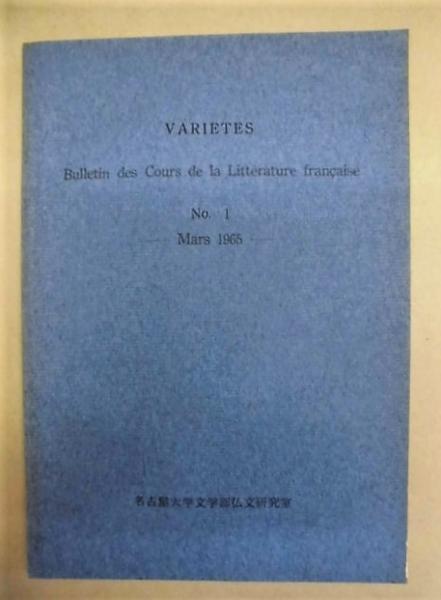 VARIETES
Bulletin des Cours de la Littérature française
No. 1
— Mars 1965 —
名古屋大学文学部仏文研究室